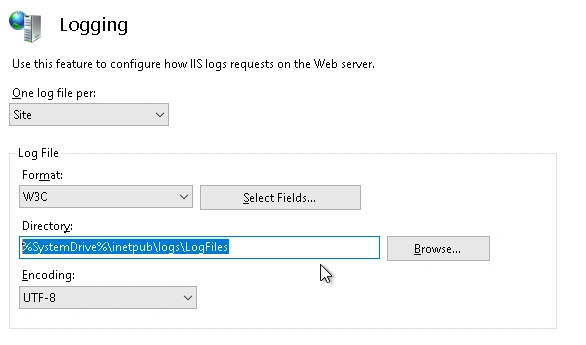 Logging
Use this feature to configure how IIS logs requests on the Web server.
One log file per:
Site
Log File
Format:
W3C
Select Fields...
Directory:
%SystemDrive%\inetpub\logs\LogFiles
Browse...
Encoding:
UTF-8